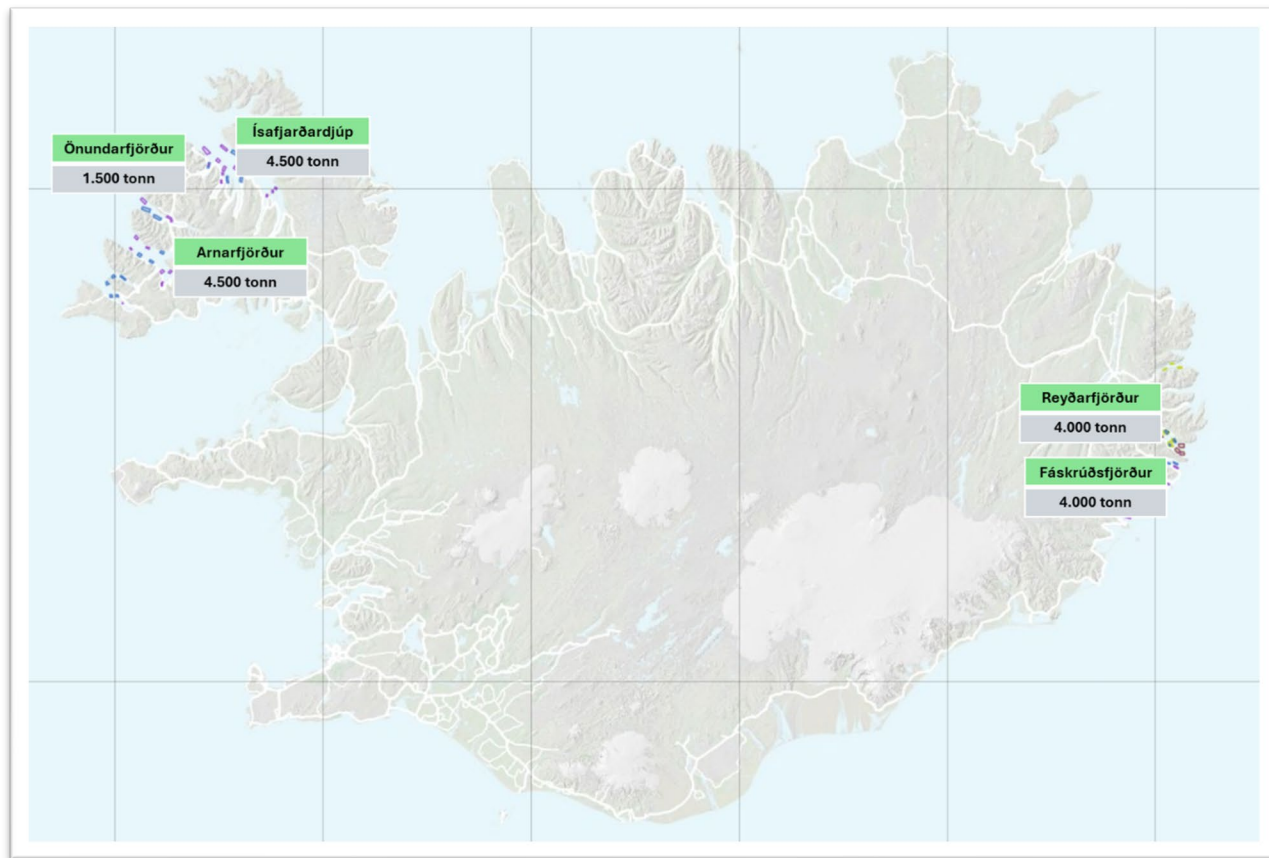 Ísafjarðardjúp
4.500 tonn
Önundarfjörður
1.500 tonn
Arnarfjörður
4.500 tonn
Reyðarfjörður
4.000 tonn
Fáskrúðsfjörður
4.000 tonn